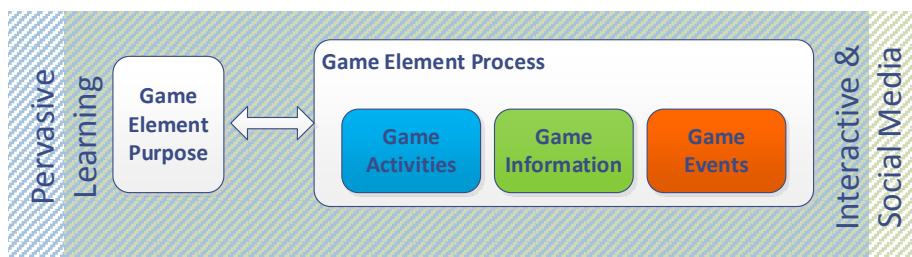 Pervasive
Learning
Game
Element
Purpose
Game Element Process
Game
Activities
Game
Information
Game
Events
Interactive &
Social Media